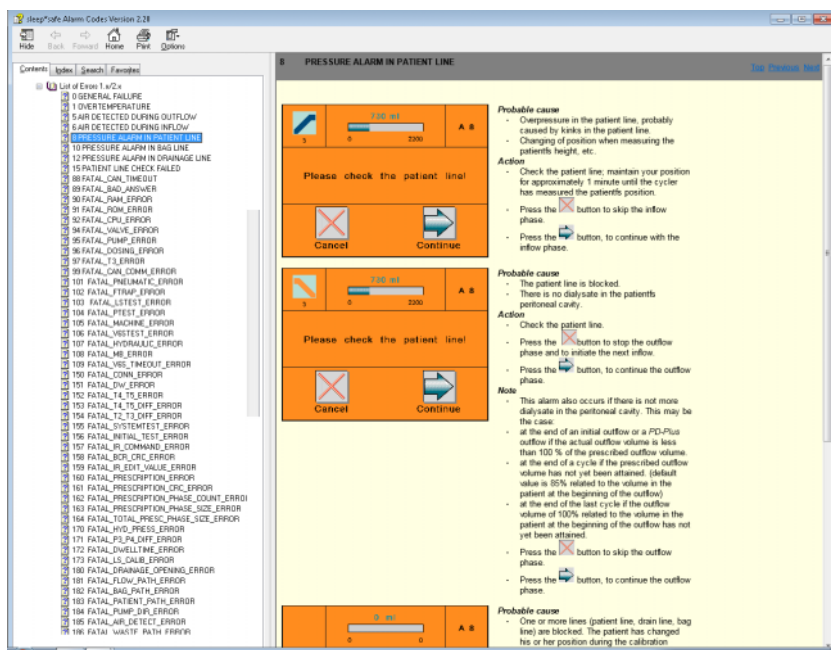 sleep*safe Alarm Codes Version 2.20
Hide Back Forward Home Print Options
Contents Index Search Favorites
List of Errors 1.x/2.x
0 GENERAL FAILURE
1 OVERTEMPERATURE
5 AIR DETECTED DURING OUTFLOW
6 AIR DETECTED DURING INFLOW
8 PRESSURE ALARM IN PATIENT LINE
10 PRESSURE ALARM IN BAG LINE
12 PRESSURE ALARM IN DRAINAGE LINE
15 PATIENT LINE CHECK FAILED
88 FATAL_CAN_TIMEOUT
89 FATAL_BAD_ANSWER
90 FATAL_RAM_ERROR
91 FATAL_ROM_ERROR
92 FATAL_CPU_ERROR
94 FATAL_VALVE_ERROR
95 FATAL_PUMP_ERROR
96 FATAL_DOSING_ERROR
97 FATAL_T3_ERROR
99 FATAL_CAN_COMM_ERROR
101 FATAL_PNEUMATIC_ERROR
102 FATAL_FTRAP_ERROR
103 FATAL_LSTEST_ERROR
104 FATAL_PTEST_ERROR
105 FATAL_MACHINE_ERROR
106 FATAL_V6STEST_ERROR
107 FATAL_HYDRAULIC_ERROR
108 FATAL_MB_ERROR
109 FATAL_V6S_TIMEOUT_ERROR
150 FATAL_CONN_ERROR
151 FATAL_DW_ERROR
152 FATAL_T4_T5_ERROR
153 FATAL_T4_T5_DIFF_ERROR
154 FATAL_T2_T3_DIFF_ERROR
155 FATAL_SYSTEMTEST_ERROR
156 FATAL_INITIAL_TEST_ERROR
157 FATAL_IR_COMMAND_ERROR
158 FATAL_BCR_CRC_ERROR
159 FATAL_IR_EDIT_VALUE_ERROR
160 FATAL_PRESCRIPTION_ERROR
161 FATAL_PRESCRIPTION_CRC_ERROR
162 FATAL_PRESCRIPTION_PHASE_COUNT_ERROI
163 FATAL_PRESCRIPTION_PHASE_SIZE_ERROR
164 FATAL_TOTAL_PRESC_PHASE_SIZE_ERROR
170 FATAL_HYD_PRESS_ERROR
171 FATAL_P3_P4_DIFF_ERROR
172 FATAL_DWELLTIME_ERROR
173 FATAL_LS_CALIB_ERROR
180 FATAL_DRAINAGE_OPENING_ERROR
181 FATAL_FLOW_PATH_ERROR
182 FATAL_BAG_PATH_ERROR
183 FATAL_PATIENT_PATH_ERROR
184 FATAL_PUMP_DIR_ERROR
185 FATAL_AIR_DETECT_ERROR
186 FATAL_WASTE_PATH_ERROR
8 PRESSURE ALARM IN PATIENT LINE
Top Previous Next
730 ml
A 8
3 0 2200
Please check the patient line!
Cancel Continue
Probable cause
- Overpressure in the patient line, probably
caused by kinks in the patient line.
- Changing of position when measuring the
patientfs height, etc.
Action
- Check the patient line; maintain your position
for approximately 1 minute until the cycler
has measured the patientfs position.
- Press the button to skip the inflow
phase.
- Press the button, to continue with the
inflow phase.
730 ml
A 8
3 0 2200
Please check the patient line!
Cancel Continue
Probable cause
- The patient line is blocked.
- There is no dialysate in the patientfs
peritoneal cavity.
Action
- Check the patient line.
- Press the button to stop the outflow
phase and to initiate the next inflow.
- Press the button, to continue the outflow
phase.
Note
- This alarm also occurs if there is not more
dialysate in the peritoneal cavity. This may be
the case:
- at the end of an initial outflow or a PD-Plus
outflow if the actual outflow volume is less
than 100 % of the prescribed outflow volume.
- at the end of a cycle if the prescribed outflow
volume has not yet been attained. (default
value is 85% related to the volume in the
patient at the beginning of the outflow)
- at the end of the last cycle if the outflow
volume of 100% related to the volume in the
patient at the beginning of the outflow has not
yet been attained.
- Press the button to skip the outflow
phase.
- Press the button, to continue the outflow
phase.
0 ml
A 8
0 0
Probable cause
- One or more lines (patient line, drain line, bag
line) are blocked. The patient has changed
his or her position during the calibration